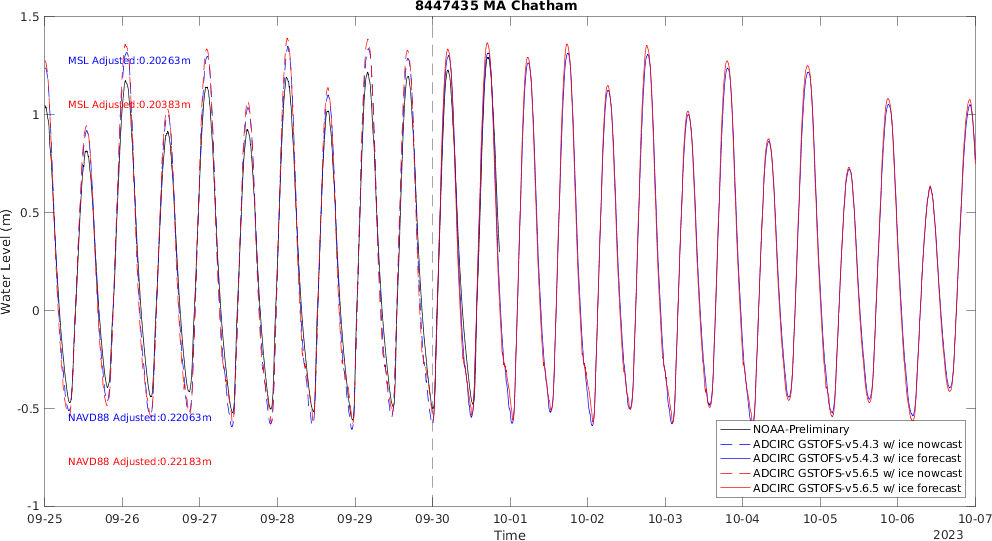 8447435 MA Chatham
1.5
1
0.5
0
-0.5
-1
Water Level (m)
MSL Adjusted:0.20263m
MSL Adjusted:0.20383m
NAVD88 Adjusted:0.22063m
NAVD88 Adjusted:0.22183m
NOAA-Preliminary
ADCIRC GSTOFS-v5.4.3 w/ ice nowcast
ADCIRC GSTOFS-v5.4.3 w/ ice forecast
ADCIRC GSTOFS-v5.6.5 w/ ice nowcast
ADCIRC GSTOFS-v5.6.5 w/ ice forecast
09-25 09-26 09-27 09-28 09-29 09-30 10-01 10-02 10-03 10-04 10-05 10-06 10-07
Time
2023